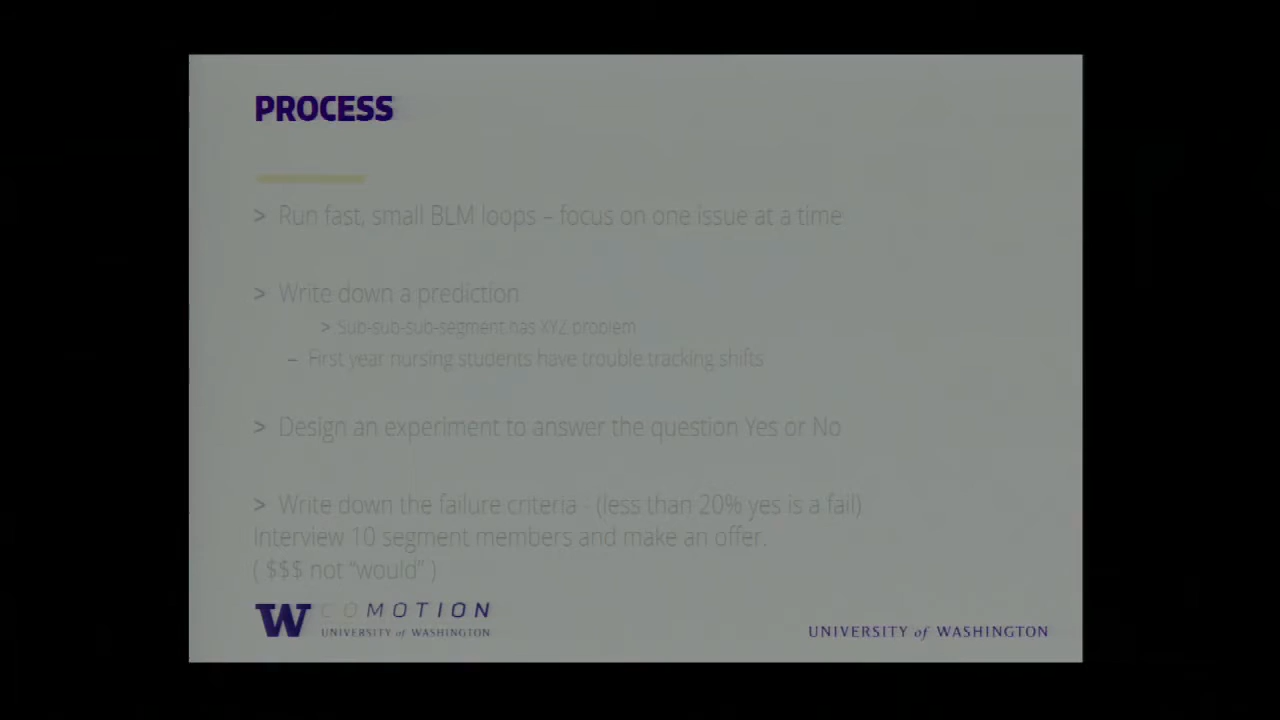 PROCESS
> Run fast, small BLM loops – focus on one issue at a time
> Write down a prediction
> Sub-sub-sub-segment has XYZ problem
– First year nursing students have trouble tracking shifts
> Design an experiment to answer the question Yes or No
> Write down the failure criteria - (less than 20% yes is a fail)
Interview 10 segment members and make an offer.
( $$$ not “would” )
W COMOTION
UNIVERSITY of WASHINGTON
UNIVERSITY of WASHINGTON